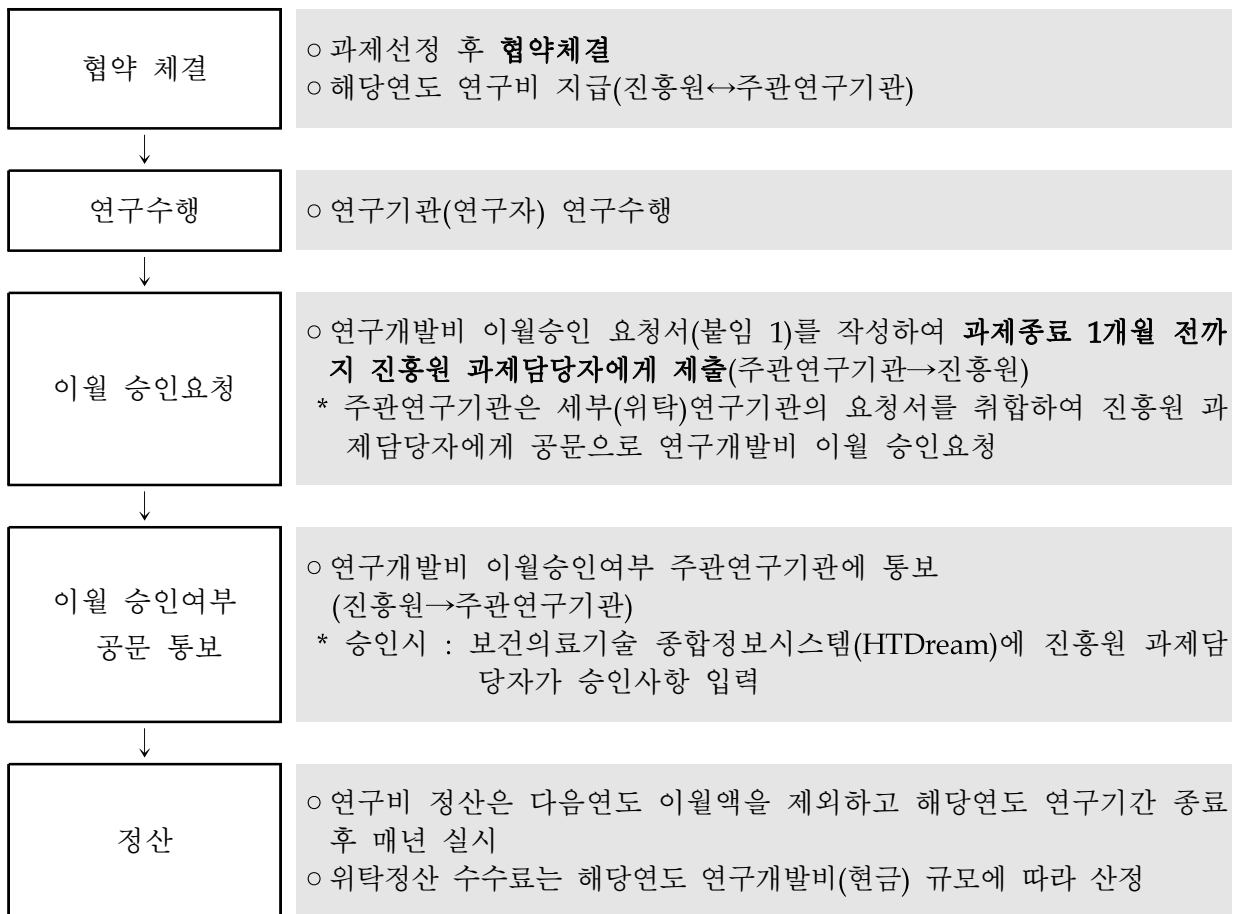 협약 체결
○ 과제선정 후 협약체결
○ 해당연도 연구비 지급(진흥원↔주관연구기관)
↓
연구수행
○ 연구기관(연구자) 연구수행
↓
이월 승인요청
○ 연구개발비 이월승인 요청서(붙임 1)를 작성하여 과제종료 1개월 전까
지 진흥원 과제담당자에게 제출(주관연구기관→진흥원)
* 주관연구기관은 세부(위탁)연구기관의 요청서를 취합하여 진흥원 과
제담당자에게 공문으로 연구개발비 이월 승인요청
↓
이월 승인여부
공문 통보
○ 연구개발비 이월승인여부 주관연구기관에 통보
(진흥원→주관연구기관)
* 승인시 : 보건의료기술 종합정보시스템(HTDream)에 진흥원 과제담
당자가 승인사항 입력
↓
정산
○ 연구비 정산은 다음연도 이월액을 제외하고 해당연도 연구기간 종료
후 매년 실시
○ 위탁정산 수수료는 해당연도 연구개발비(현금) 규모에 따라 산정